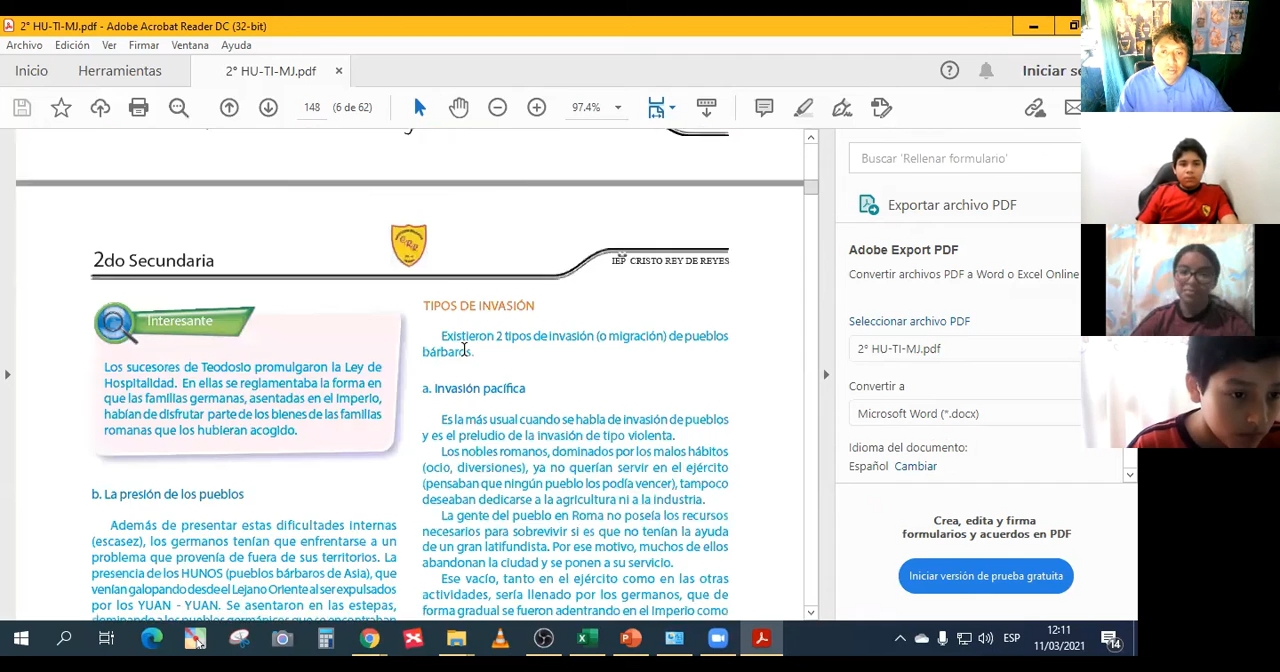 2° HU-TI-MJ.pdf - Adobe Acrobat Reader DC (32-bit)
Archivo Edición Ver Firmar Ventana Ayuda
Inicio Herramientas 2° HU-TI-MJ.pdf × Iniciar se
148 (6 de 62) 97.4%
2do Secundaria
C.R.R
IEP CRISTO REY DE REYES
Interesante
Los sucesores de Teodosio promulgaron la Ley de
Hospitalidad. En ellas se reglamentaba la forma en
que las familias germanas, asentadas en el Imperio,
habían de disfrutar parte de los bienes de las familias
romanas que los hubieran acogido.
b. La presión de los pueblos
Además de presentar estas dificultades internas
(escasez), los germanos tenían que enfrentarse a un
problema que provenía de fuera de sus territorios. La
presencia de los HUNOS (pueblos bárbaros de Asia), que
venían galopando desde el Lejano Oriente al ser expulsados
por los YUAN - YUAN. Se asentaron en las estepas,
dominando a los pueblos germánicos que se encontraban
TIPOS DE INVASIÓN
Existieron 2 tipos de invasión (o migración) de pueblos
bárbaros.
a. Invasión pacífica
Es la más usual cuando se habla de invasión de pueblos
y es el preludio de la invasión de tipo violenta.
Los nobles romanos, dominados por los malos hábitos
(ocio, diversiones), ya no querían servir en el ejército
(pensaban que ningún pueblo los podía vencer), tampoco
deseaban dedicarse a la agricultura ni a la industria.
La gente del pueblo en Roma no poseía los recursos
necesarios para sobrevivir si es que no tenían la ayuda
de un gran latifundista. Por ese motivo, muchos de ellos
abandonan la ciudad y se ponen a su servicio.
Ese vacío, tanto en el ejército como en las otras
actividades, sería llenado por los germanos, que de
forma gradual se fueron adentrando en el Imperio como
Buscar 'Rellenar formulario'
Exportar archivo PDF
Adobe Export PDF
Convertir archivos PDF a Word o Excel Online
Seleccionar archivo PDF
2° HU-TI-MJ.pdf
Convertir a
Microsoft Word (*.docx)
Idioma del documento:
Español Cambiar
Crea, edita y firma
formularios y acuerdos en PDF
Iniciar versión de prueba gratuita
ESP
12:11
11/03/2021
14